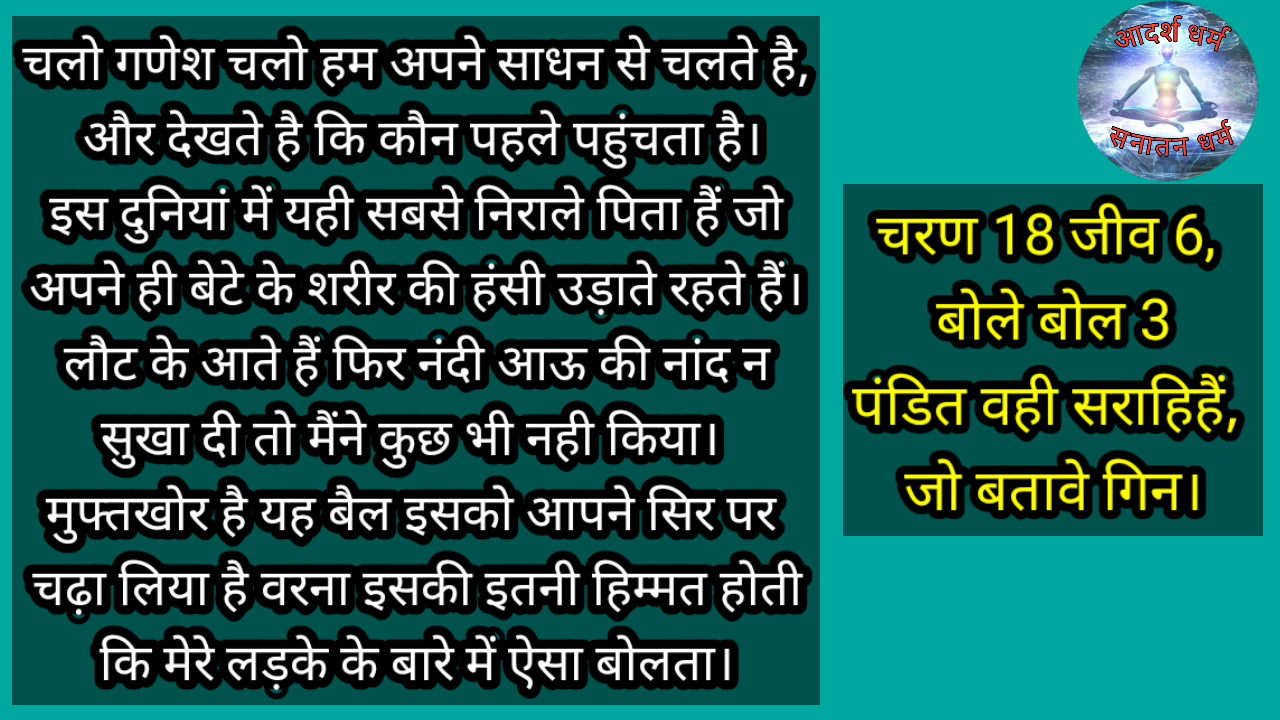 चलो गणेश चलो हम अपने साधन से चलते है,
और देखते है कि कौन पहले पहुंचता है।
इस दुनियां में यही सबसे निराले पिता हैं जो
अपने ही बेटे के शरीर की हंसी उड़ाते रहते हैं।
लौट के आते हैं फिर नंदी आऊ की नांद न
सुखा दी तो मैंने कुछ भी नही किया।
मुफ्तखोर है यह बैल इसको आपने सिर पर
चढ़ा लिया है वरना इसकी इतनी हिम्मत होती
कि मेरे लड़के के बारे में ऐसा बोलता।
आदर्श धर्म
सनातन धर्म
चरण 18 जीव 6,
बोले बोल 3
पंडित वही सराहिहैं,
जो बतावे गिन।